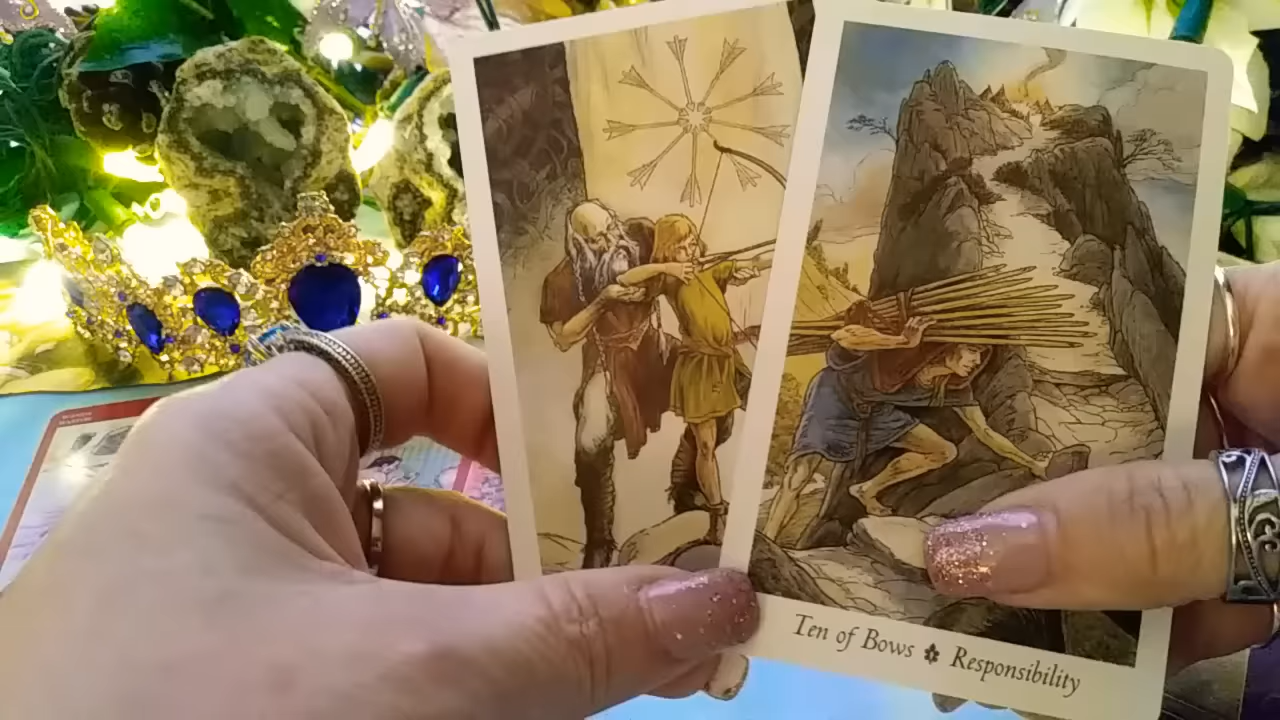 Ten of Bows ✽ Responsibility